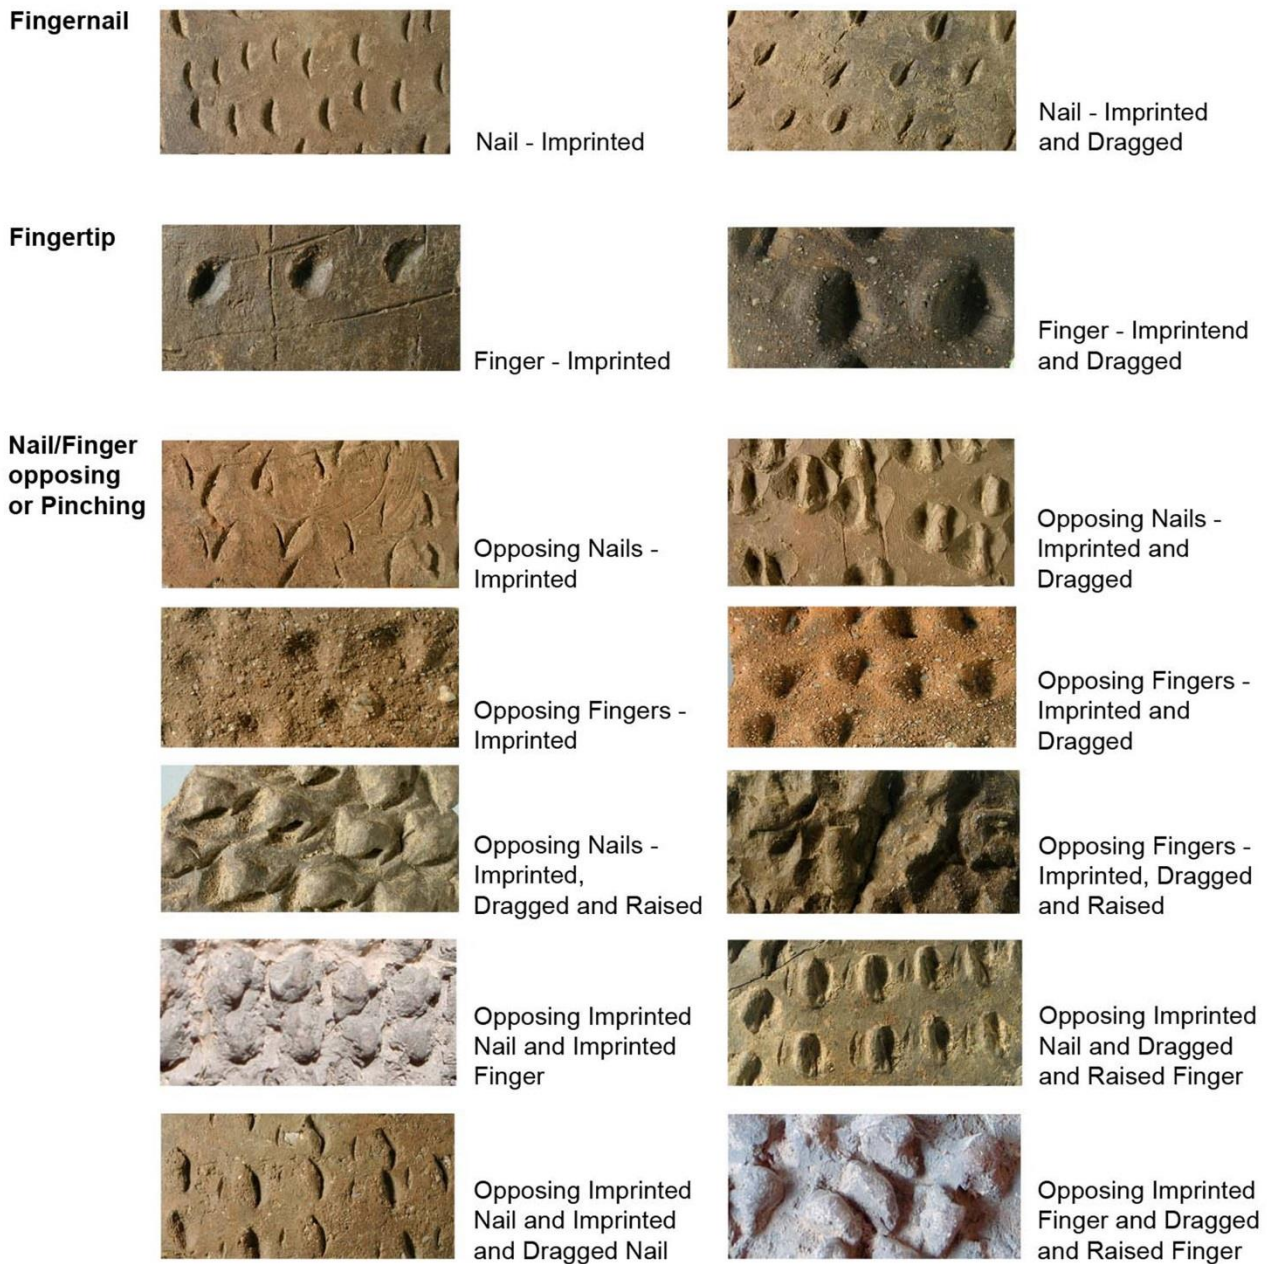 Fingernail
Nail - Imprinted
Nail - Imprinted
and Dragged
Fingertip
Finger - Imprinted
Finger - Imprintend
and Dragged
Nail/Finger
opposing
or Pinching
Opposing Nails -
Imprinted
Opposing Nails -
Imprinted and
Dragged
Opposing Fingers -
Imprinted
Opposing Fingers -
Imprinted and
Dragged
Opposing Nails -
Imprinted,
Dragged and Raised
Opposing Fingers -
Imprinted, Dragged
and Raised
Opposing Imprinted
Nail and Imprinted
Finger
Opposing Imprinted
Nail and Dragged
and Raised Finger
Opposing Imprinted
Nail and Imprinted
and Dragged Nail
Opposing Imprinted
Finger and Dragged
and Raised Finger